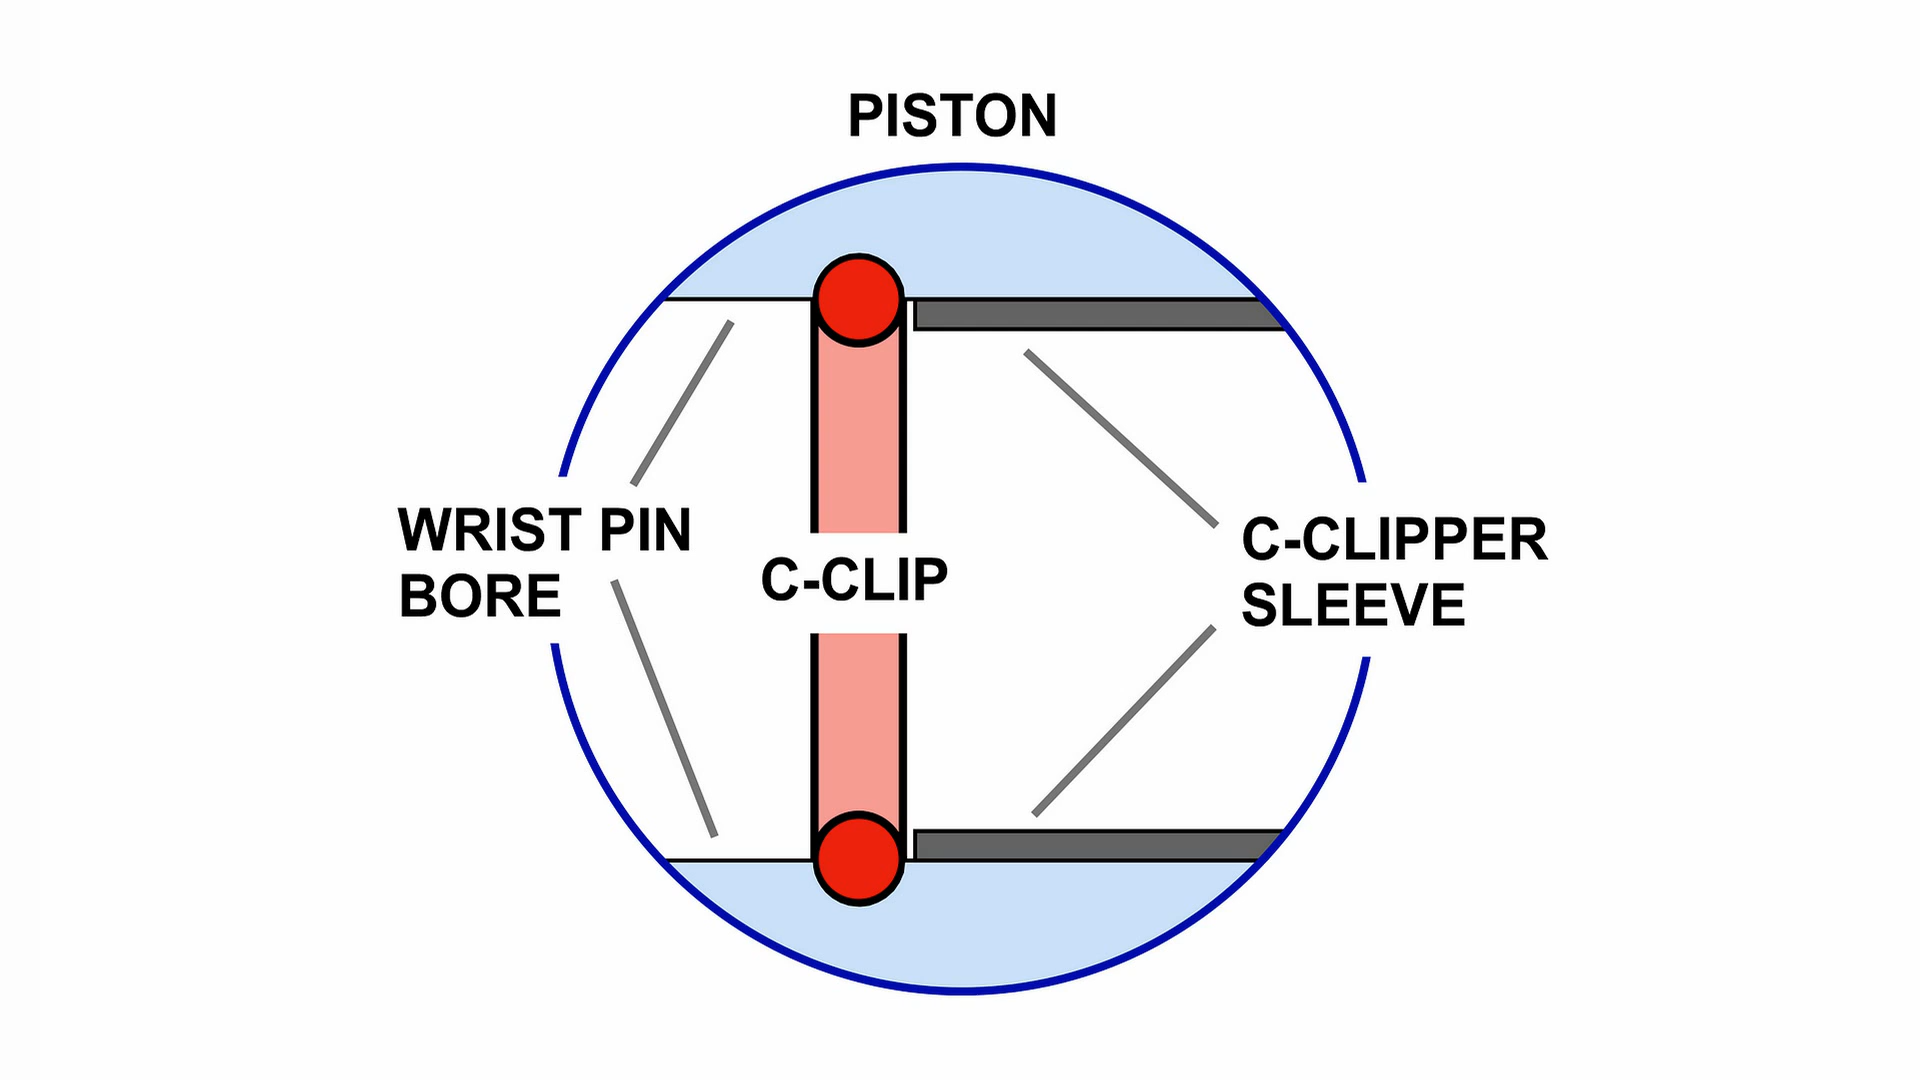 PISTON
WRIST PIN
BORE
C-CLIP
C-CLIPPER
SLEEVE